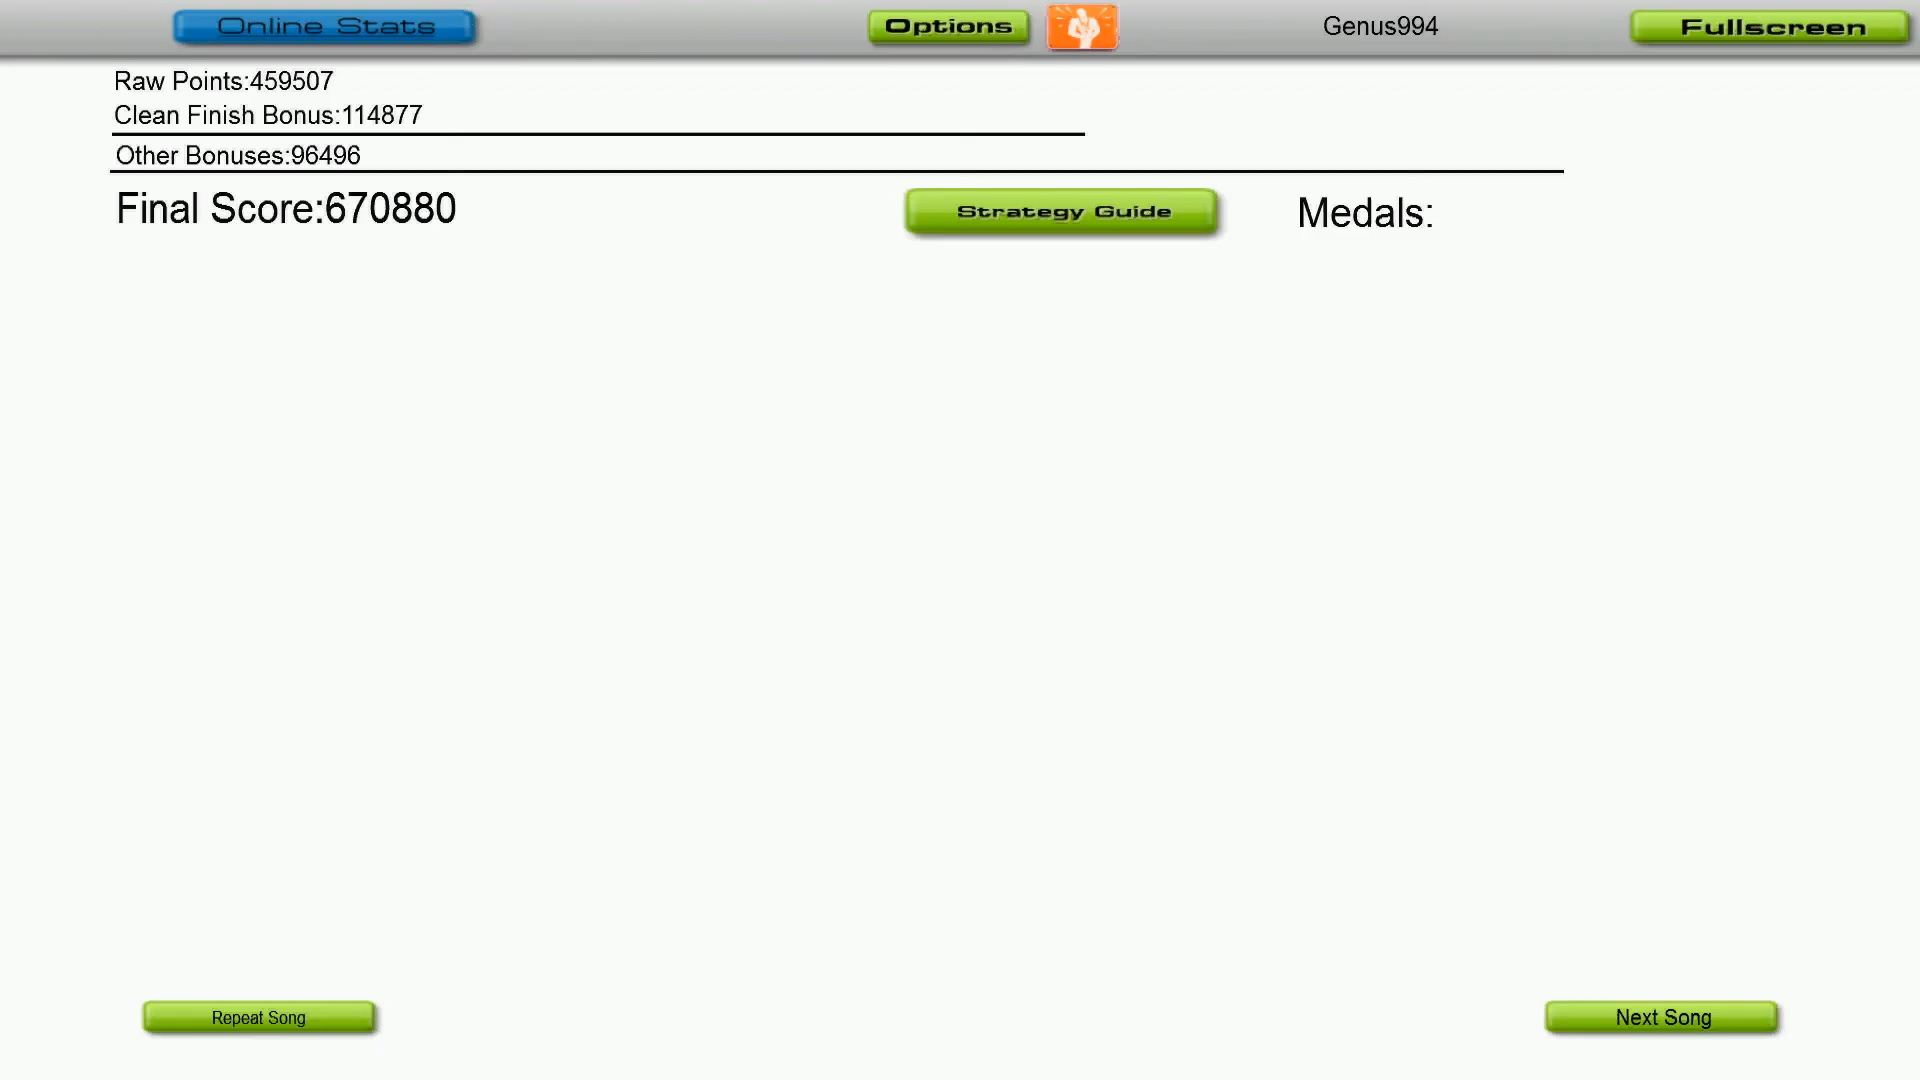 Online Stats
Options
Genus994
Fullscreen
Raw Points:459507
Clean Finish Bonus:114877
Other Bonuses:96496
Final Score:670880
Strategy Guide
Medals:
Repeat Song
Next Song